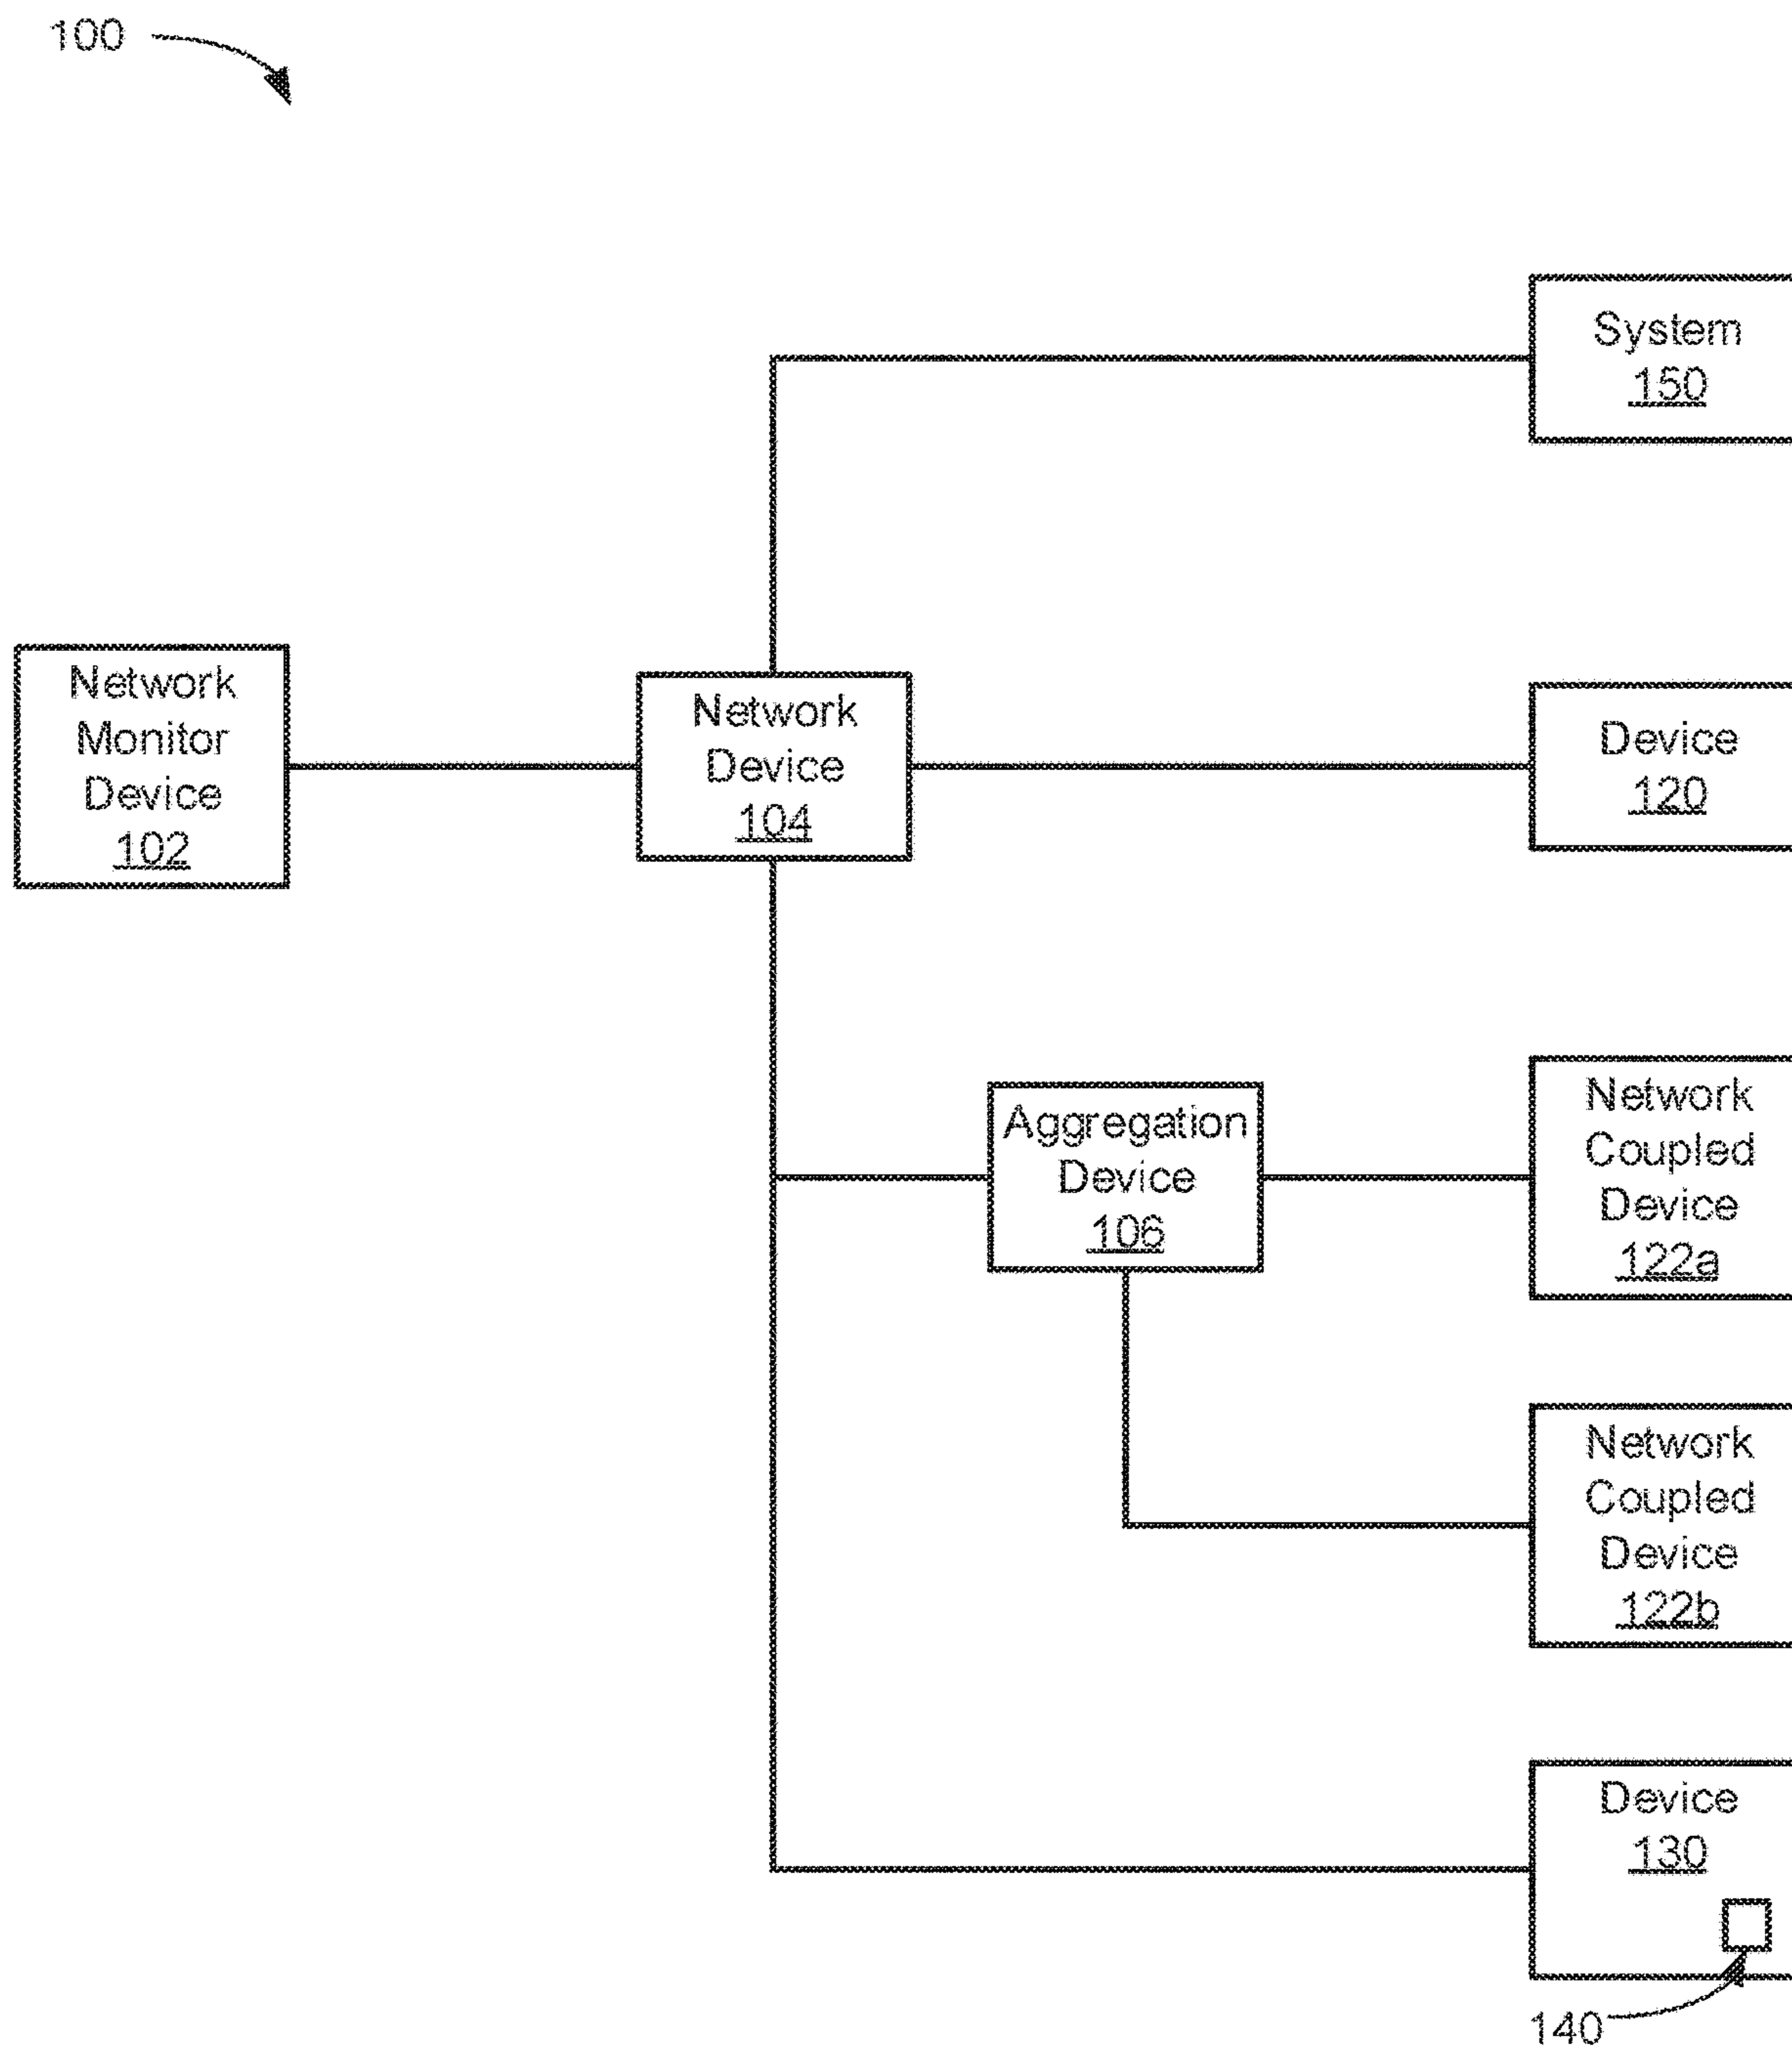 100
System
150
Network
Monitor
Device
102
Network
Device
104
Device
120
Aggregation
Device
106
Network
Coupled
Device
122a
Network
Coupled
Device
122b
Device
130
140